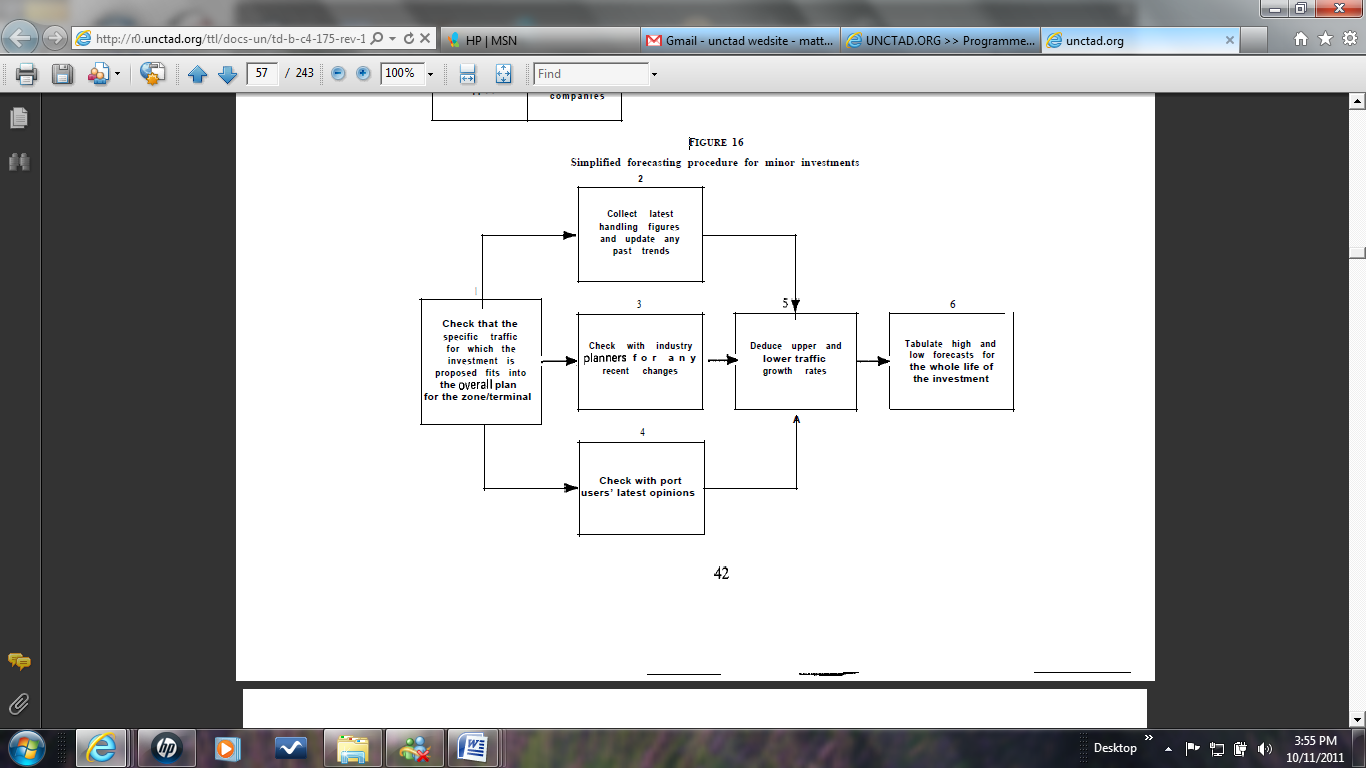 http://r0.unctad.org/ttl/docs-un/td-b-c4-175-rev-1
HP | MSN
Gmail - unctad wedsite - matt...
UNCTAD.ORG >> Programme...
unctad.org
57 / 243
100%
Find
companies
FIGURE 16
Simplified forecasting procedure for minor investments
2
Collect latest
handling figures
and update any
past trends
1
Check that the
specific traffic
for which the
investment is
proposed fits into
the overall plan
for the zone/terminal
3
Check with industry
planners for any
recent changes
4
Check with port
users' latest opinions
5
Deduce upper and
lower traffic
growth rates
6
Tabulate high and
low forecasts for
the whole life of
the investment
42
Desktop
3:55 PM
10/11/2011